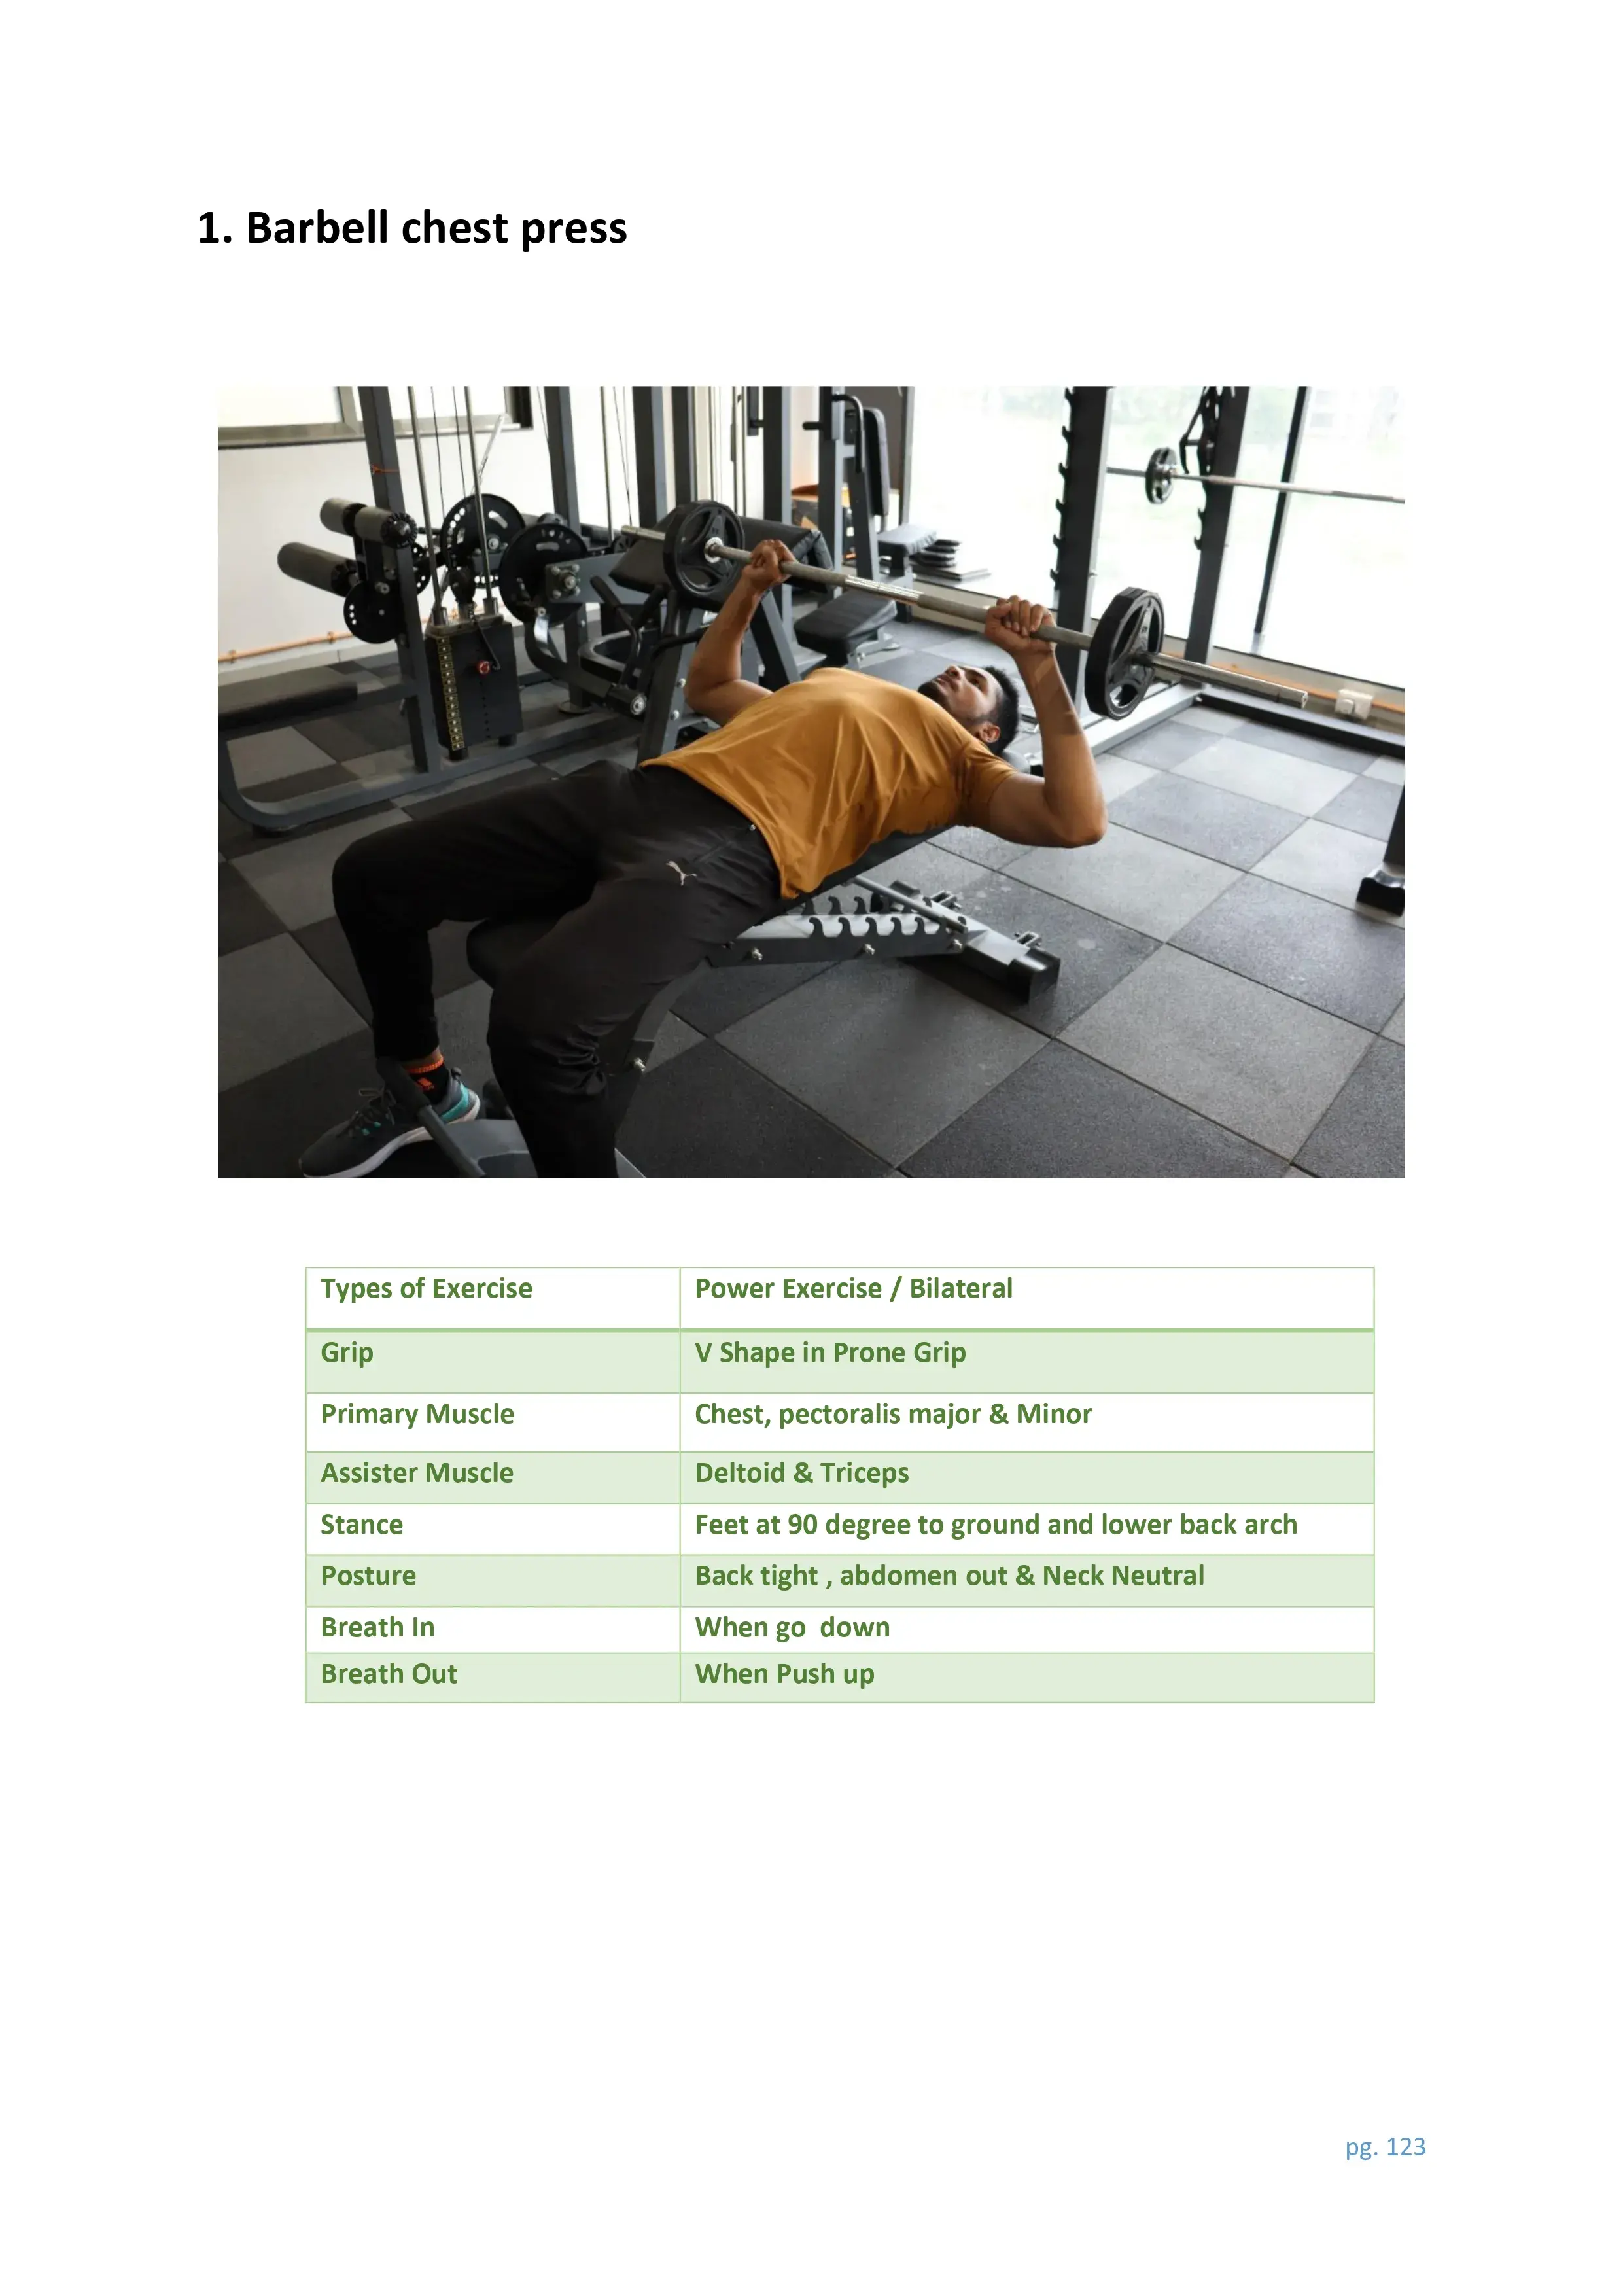 1. Barbell chest press
Types of Exercise Power Exercise / Bilateral
Grip V Shape in Prone Grip
Primary Muscle Chest, pectoralis major & Minor
Assister Muscle Deltoid & Triceps
Stance Feet at 90 degree to ground and lower back arch
Posture Back tight , abdomen out & Neck Neutral
Breath In When go  down
Breath Out When Push up
pg. 123